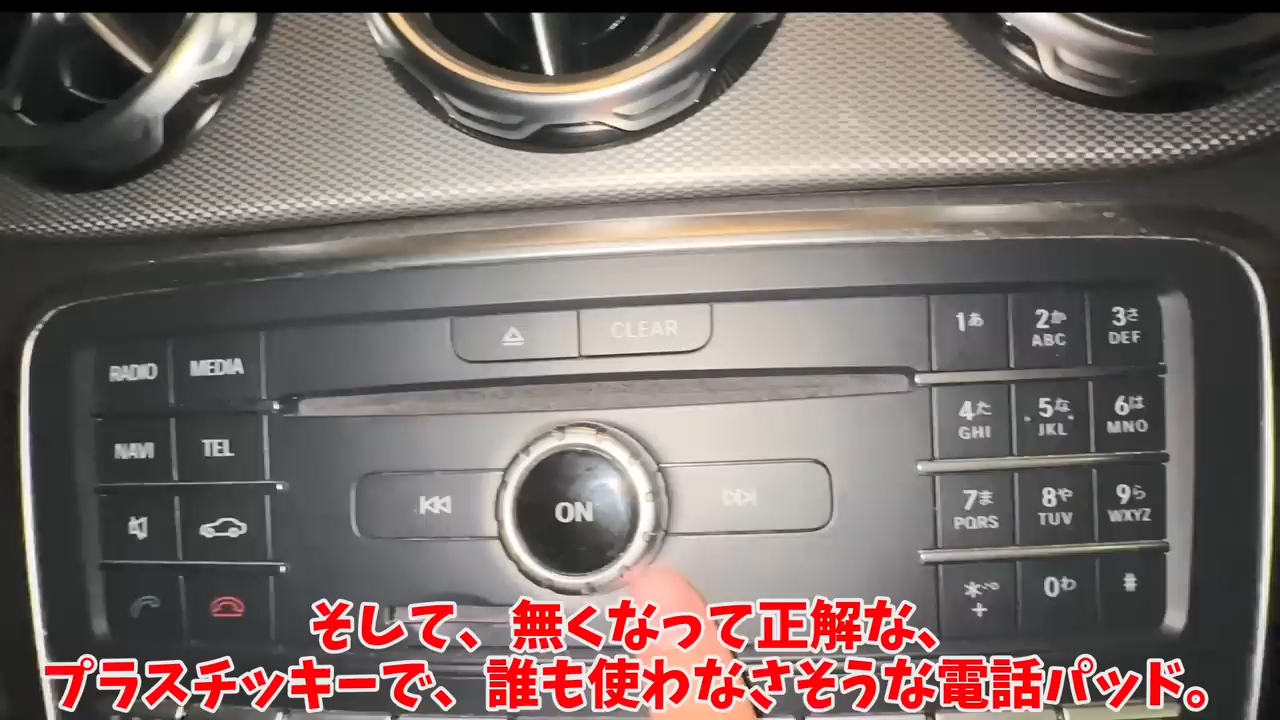 CLEAR
RADIO MEDIA
NAVI TEL
ON
1あ 2か ABC 3さ DEF
4た GHI 5な JKL 6は MNO
7ま PQRS 8や TUV 9ら WXYZ
* + 0わ #
そして、無くなって正解な、
プラスチッキーで、誰も使わなさそうな電話パッド。